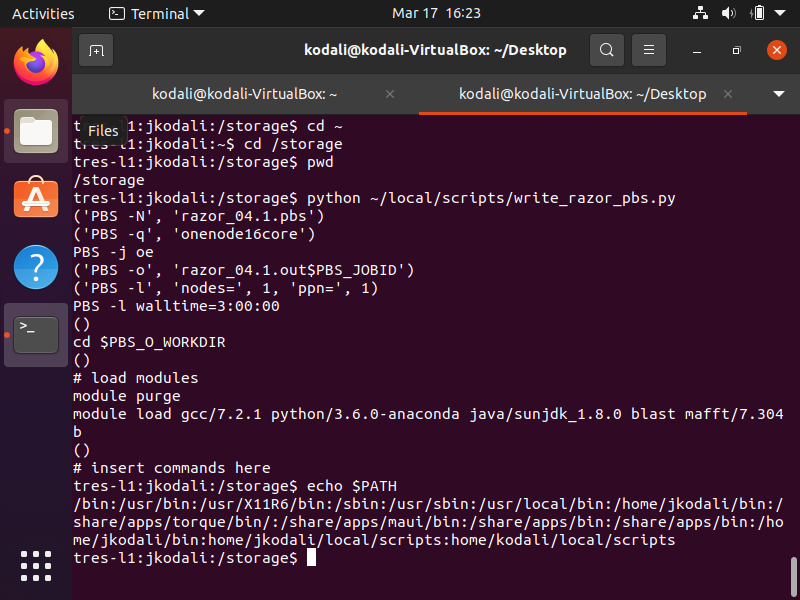 Activities
Terminal
Mar 17 16:23
kodali@kodali-VirtualBox: ~/Desktop
kodali@kodali-VirtualBox: ~
kodali@kodali-VirtualBox: ~/Desktop
Files
tres-l1:jkodali:/storage$ cd ~
tres-l1:jkodali:~$ cd /storage
tres-l1:jkodali:/storage$ pwd
/storage
tres-l1:jkodali:/storage$ python ~/local/scripts/write_razor_pbs.py
('PBS -N', 'razor_04.1.pbs')
('PBS -q', 'onenode16core')
PBS -j oe
('PBS -o', 'razor_04.1.out$PBS_JOBID')
('PBS -l', 'nodes=', 1, 'ppn=', 1)
PBS -l walltime=3:00:00
()
cd $PBS_O_WORKDIR
()
# load modules
module purge
module load gcc/7.2.1 python/3.6.0-anaconda java/sunjdk_1.8.0 blast mafft/7.304
b
()
# insert commands here
tres-l1:jkodali:/storage$ echo $PATH
/bin:/usr/bin:/usr/X11R6/bin:/sbin:/usr/sbin:/usr/local/bin:/home/jkodali/bin:/
share/apps/torque/bin/:/share/apps/maui/bin:/share/apps/bin:/share/apps/bin:/ho
me/jkodali/bin:home/jkodali/local/scripts:home/kodali/local/scripts
tres-l1:jkodali:/storage$